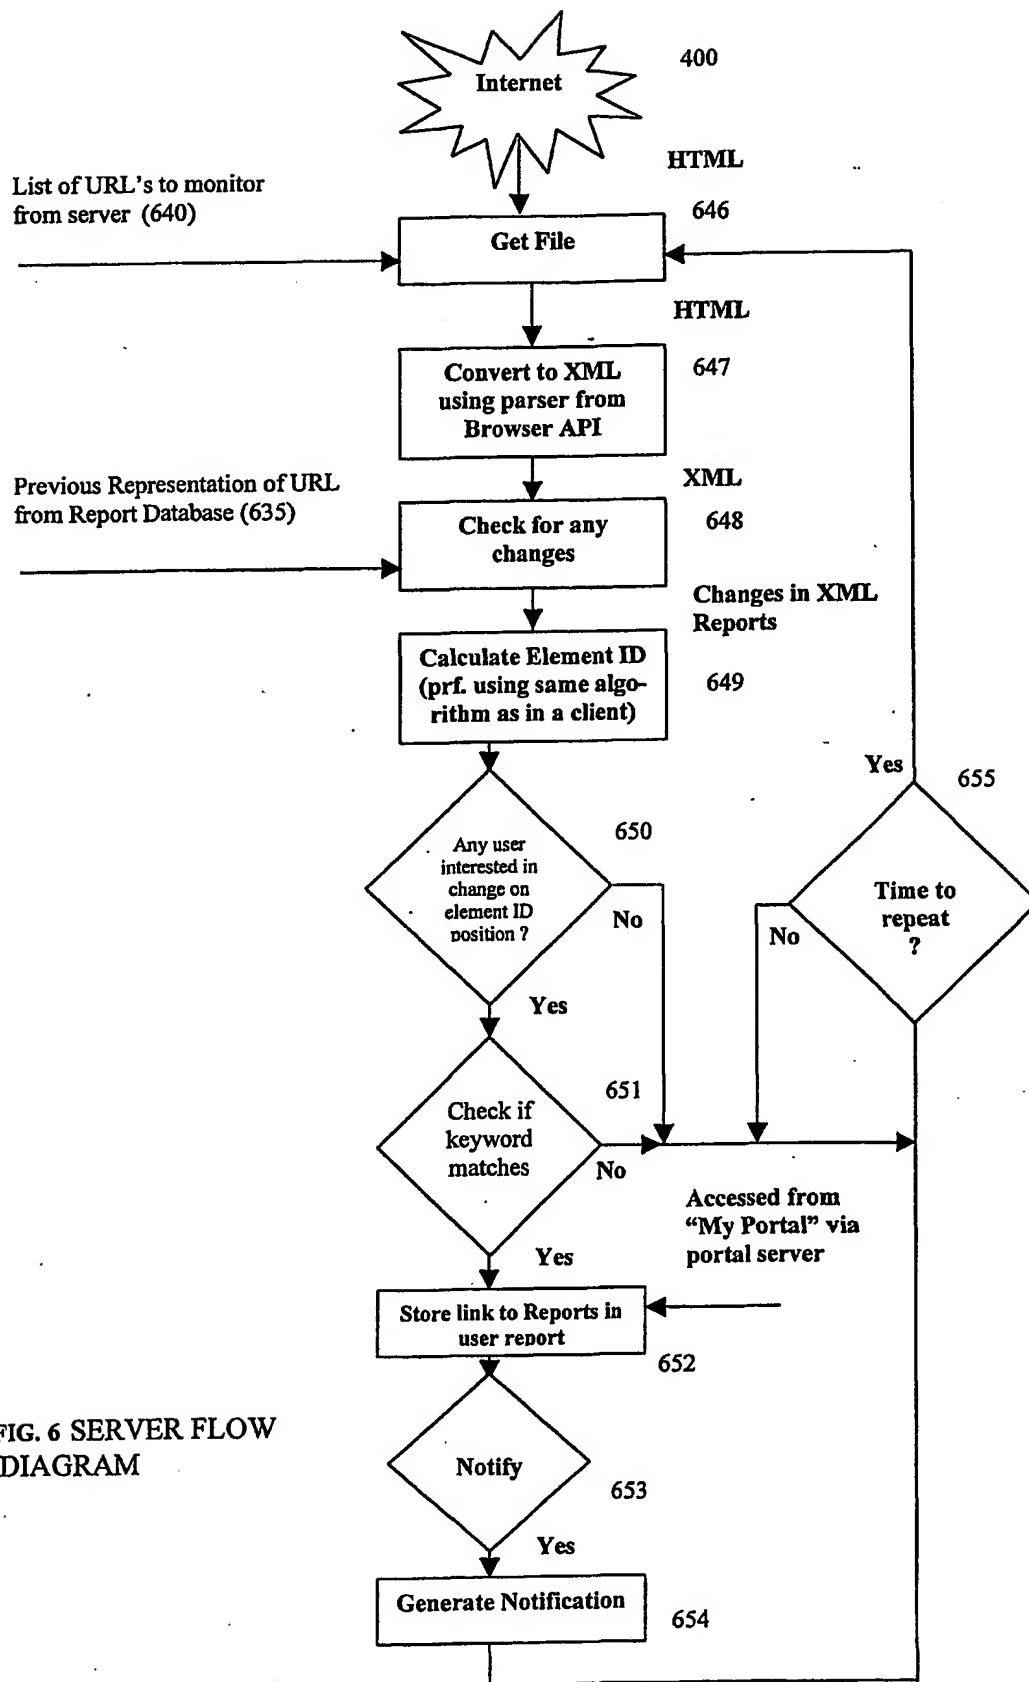 Internet
400
HTML
List of URL's to monitor
from server (640)
646
Get File
HTML
Convert to XML
using parser from
Browser API
647
XML
Previous Representation of URL
from Report Database (635)
Check for any
changes
648
Changes in XML
Reports
Calculate Element ID
(prf. using same algo-
rithm as in a client)
649
Yes
655
650
Any user
interested in
change on
element ID
position ?
No
Time to
repeat
?
No
Yes
651
Check if
keyword
matches
No
Accessed from
“My Portal” via
portal server
Yes
Store link to Reports in
user report
652
FIG. 6 SERVER FLOW
DIAGRAM
Notify
653
Yes
Generate Notification
654